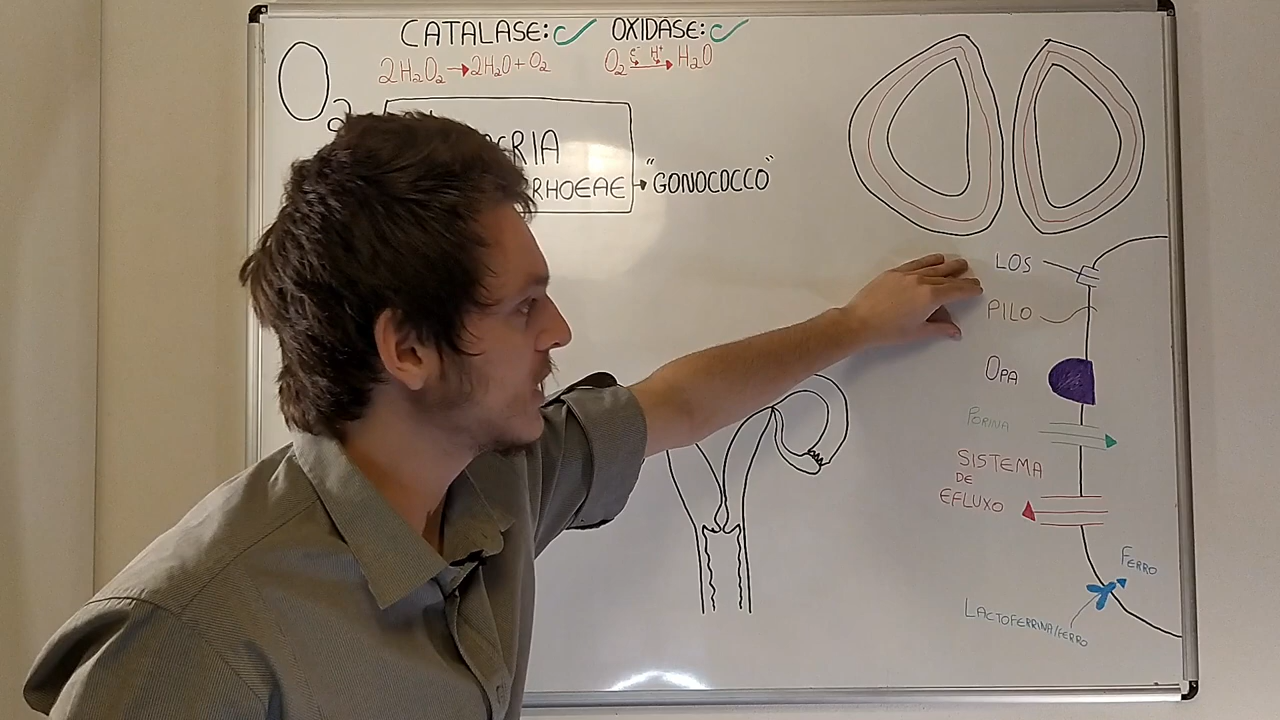 CATALASE: OXIDASE:
2H₂O₂→2H₂O+O₂
O₂ e⁻ H⁺ → H₂O
O₂
RHOEAE → "GONOCOCCO"
LOS
PILO
OPA
PORINA
SISTEMA
DE
EFLUXO
FERRO
LACTOFERRINA/FERRO